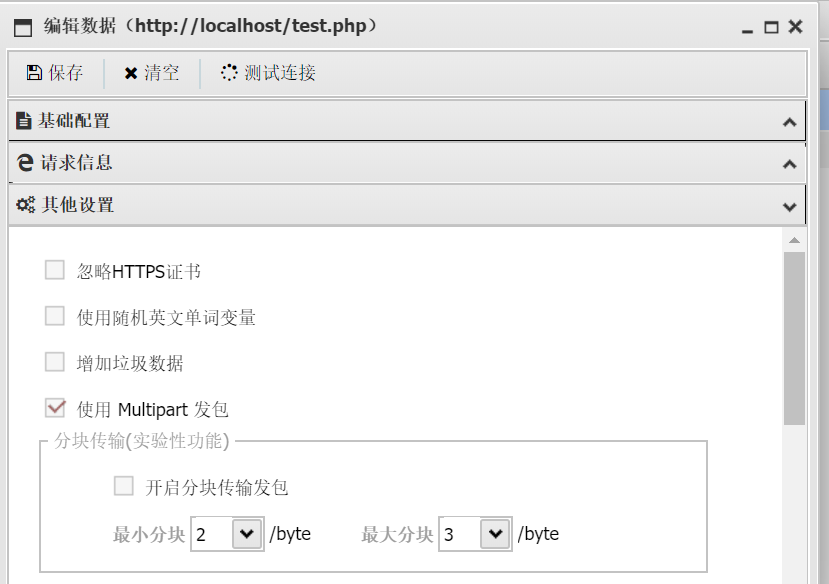 编辑数据（http://localhost/test.php）
保存 清空 测试连接
基础配置
请求信息
其他设置
忽略HTTPS证书
使用随机英文单词变量
增加垃圾数据
使用 Multipart 发包
分块传输(实验性功能)
开启分块传输发包
最小分块 2 /byte 最大分块 3 /byte